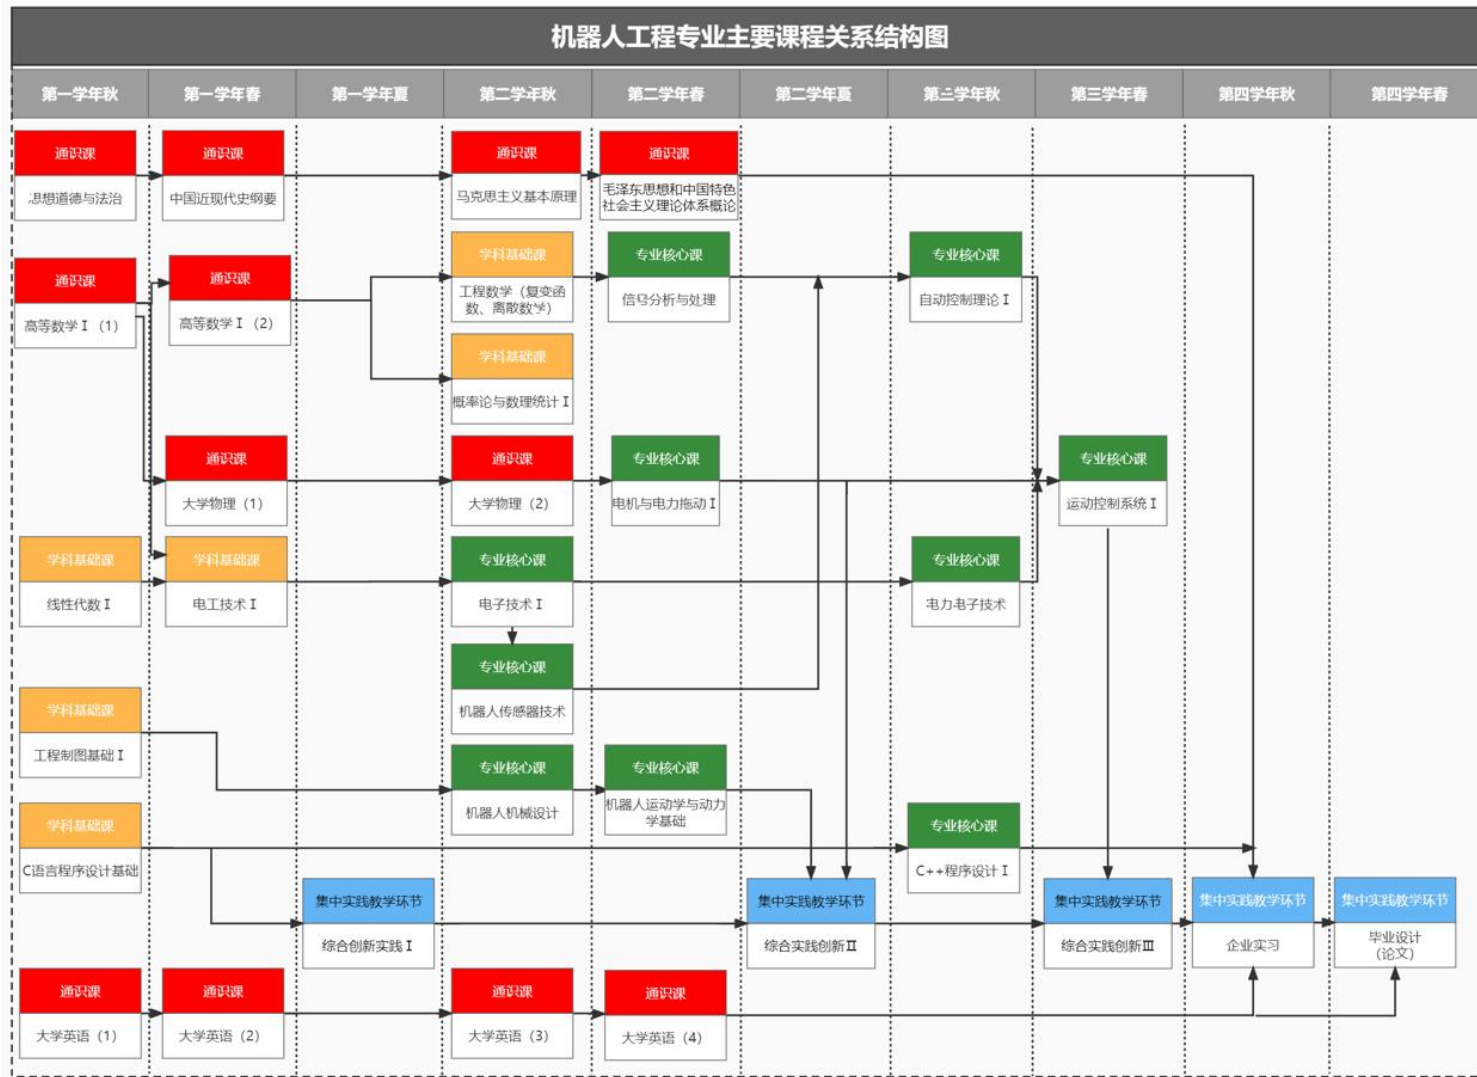 机器人工程专业主要课程关系结构图
第一学年秋
第一学年春
第一学年夏
第二学年秋
第二学年春
第二学年夏
第三学年秋
第三学年春
第四学年秋
第四学年春
通识课
思想道德与法治
通识课
中国近现代史纲要
通识课
马克思主义基本原理
通识课
毛泽东思想和中国特色
社会主义理论体系概论
通识课
高等数学Ⅰ（1）
通识课
高等数学Ⅰ（2）
学科基础课
工程数学（复变函
数、离散数学）
专业核心课
信号分析与处理
专业核心课
自动控制理论Ⅰ
学科基础课
概率论与数理统计Ⅰ
通识课
大学物理（1）
通识课
大学物理（2）
专业核心课
电机与电力拖动Ⅰ
专业核心课
运动控制系统Ⅰ
学科基础课
线性代数Ⅰ
学科基础课
电工技术Ⅰ
专业核心课
电子技术Ⅰ
专业核心课
电力电子技术
专业核心课
机器人传感器技术
学科基础课
工程制图基础Ⅰ
专业核心课
机器人机械设计
专业核心课
机器人运动学与动力
学基础
学科基础课
C语言程序设计基础
专业核心课
C++程序设计Ⅰ
集中实践教学环节
综合创新实践Ⅰ
集中实践教学环节
综合实践创新Ⅱ
集中实践教学环节
综合实践创新Ⅲ
集中实践教学环节
企业实习
集中实践教学环节
毕业设计
（论文）
通识课
大学英语（1）
通识课
大学英语（2）
通识课
大学英语（3）
通识课
大学英语（4）